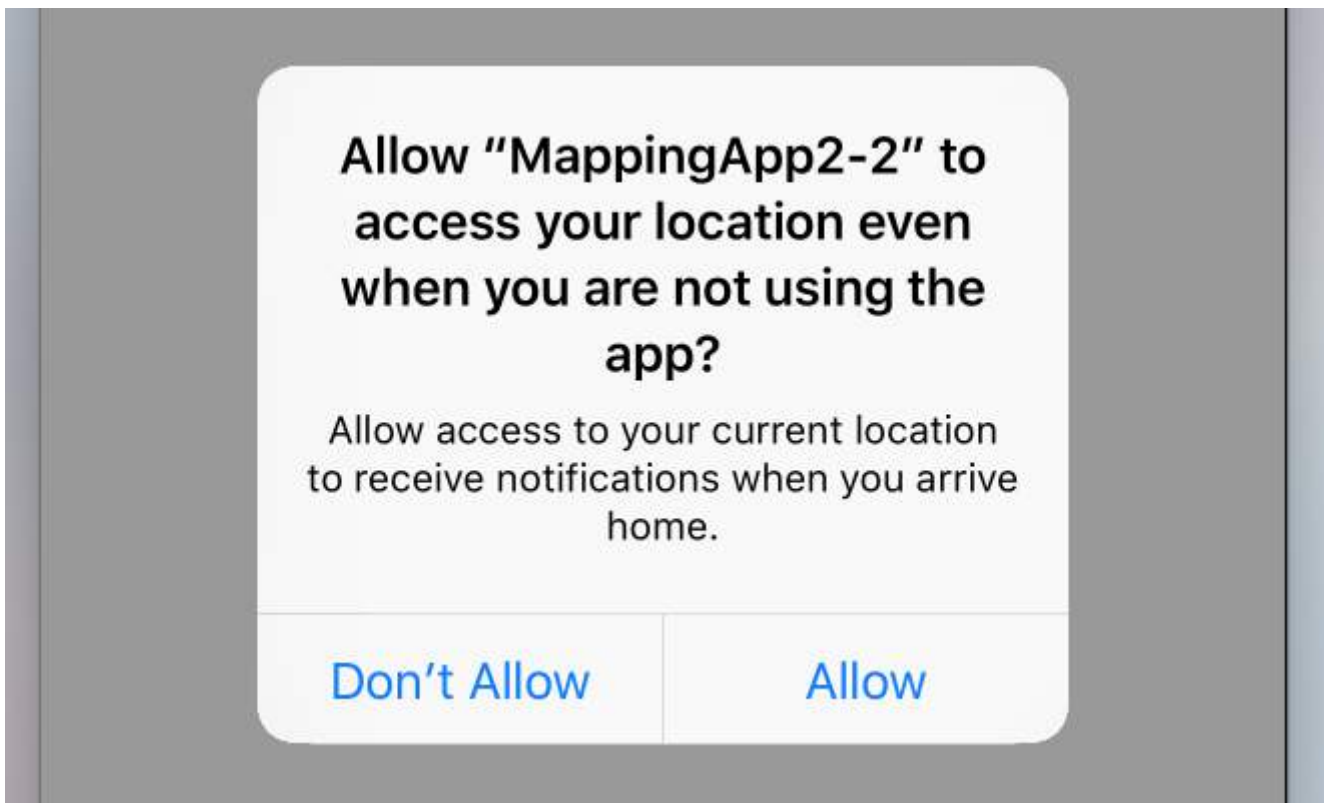 Allow “MappingApp2-2” to
access your location even
when you are not using the
app?
Allow access to your current location
to receive notifications when you arrive
home.
Don’t Allow
Allow